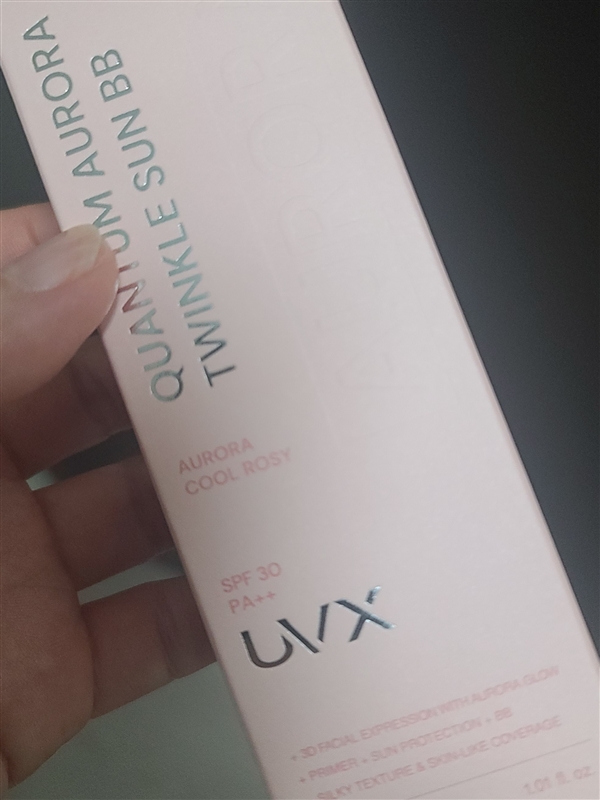 QUANTUM AURORA
TWINKLE SUN BB
AURORA
COOL ROSY
SPF 30
PA++
UVX
+ 3D FACIAL EXPRESSION WITH AURORA GLOW
+ PRIMER + SUN PROTECTION + BB
SILKY TEXTURE & SKIN-LIKE COVERAGE
1.01 fl. oz